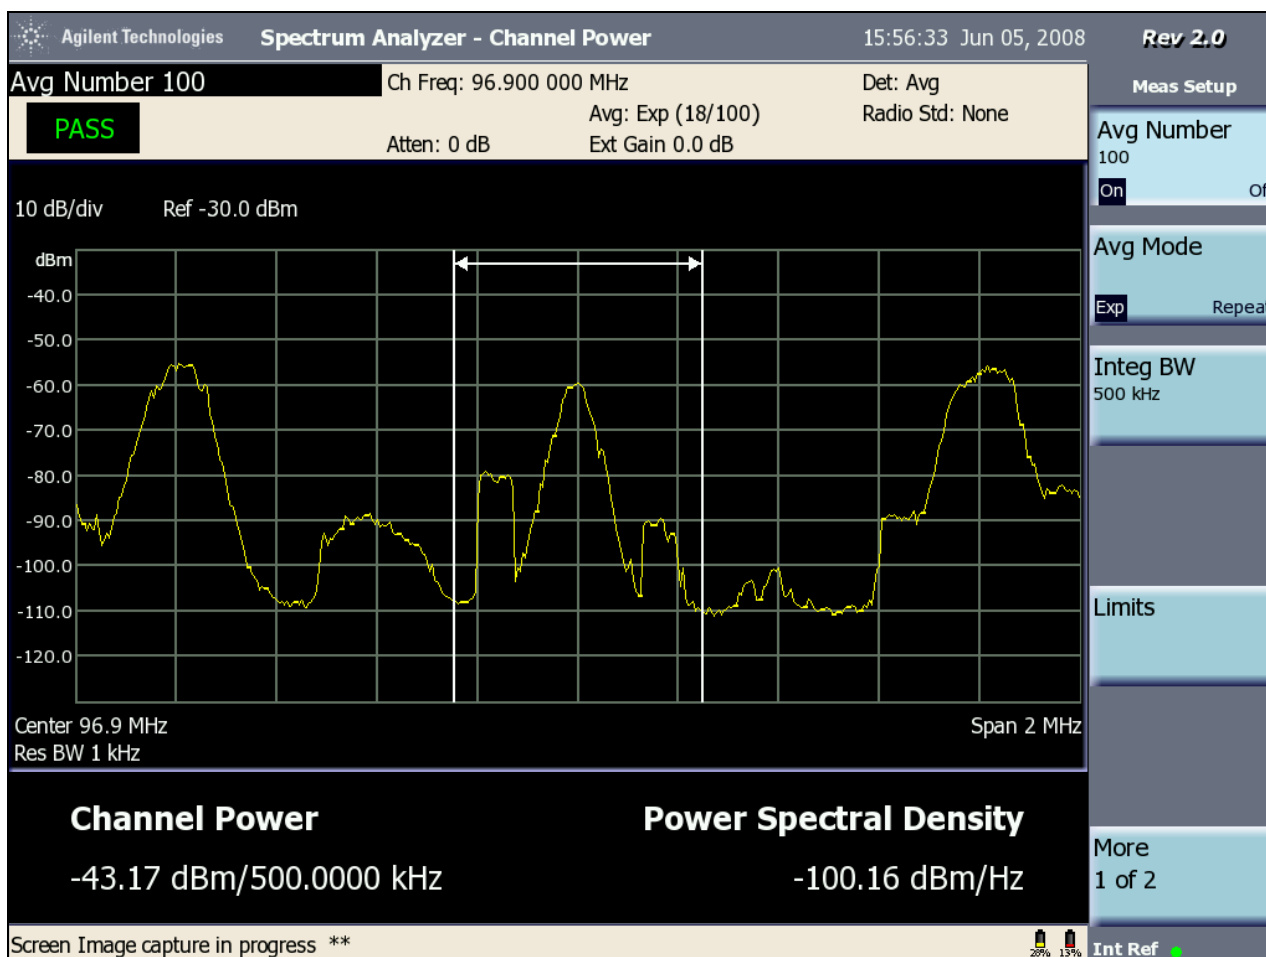 Agilent Technologies Spectrum Analyzer - Channel Power 15:56:33 Jun 05, 2008 Rev 2.0
Avg Number 100 Ch Freq: 96.900 000 MHz Det: Avg Meas Setup
PASS Avg: Exp (18/100) Radio Std: None
Atten: 0 dB Ext Gain 0.0 dB
Avg Number
100
On Of
10 dB/div Ref -30.0 dBm
Avg Mode
Exp Repeat
Integ BW
500 kHz
Limits
More
1 of 2
dBm
-40.0
-50.0
-60.0
-70.0
-80.0
-90.0
-100.0
-110.0
-120.0
Center 96.9 MHz Span 2 MHz
Res BW 1 kHz
Channel Power Power Spectral Density
-43.17 dBm/500.0000 kHz -100.16 dBm/Hz
Screen Image capture in progress ** 28% 13% Int Ref